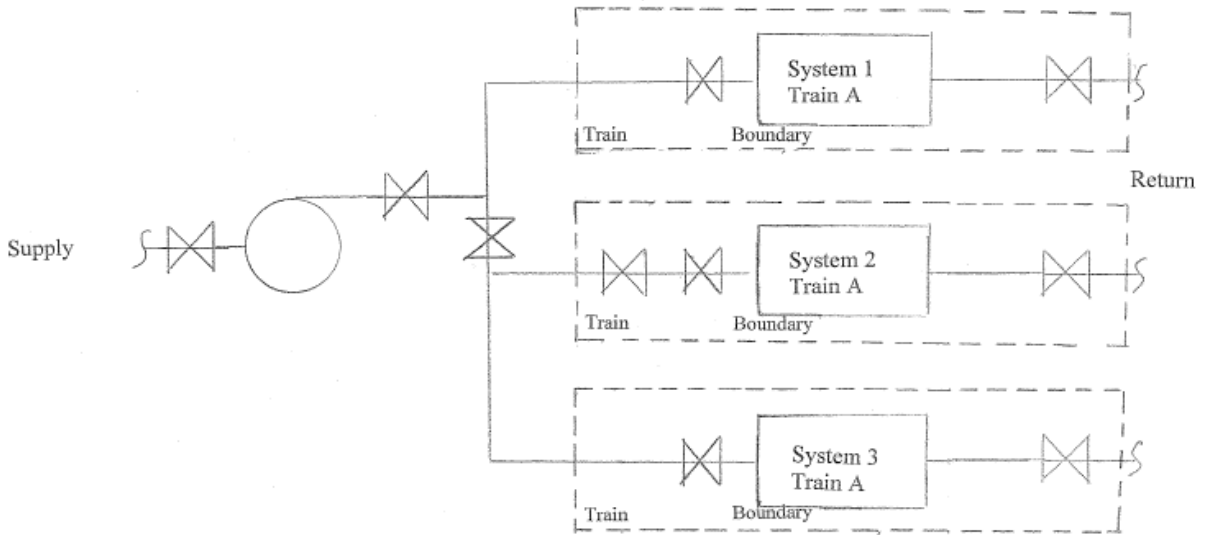 System 1
Train A
Train Boundary
Return
Supply
System 2
Train A
Train Boundary
System 3
Train A
Train Boundary